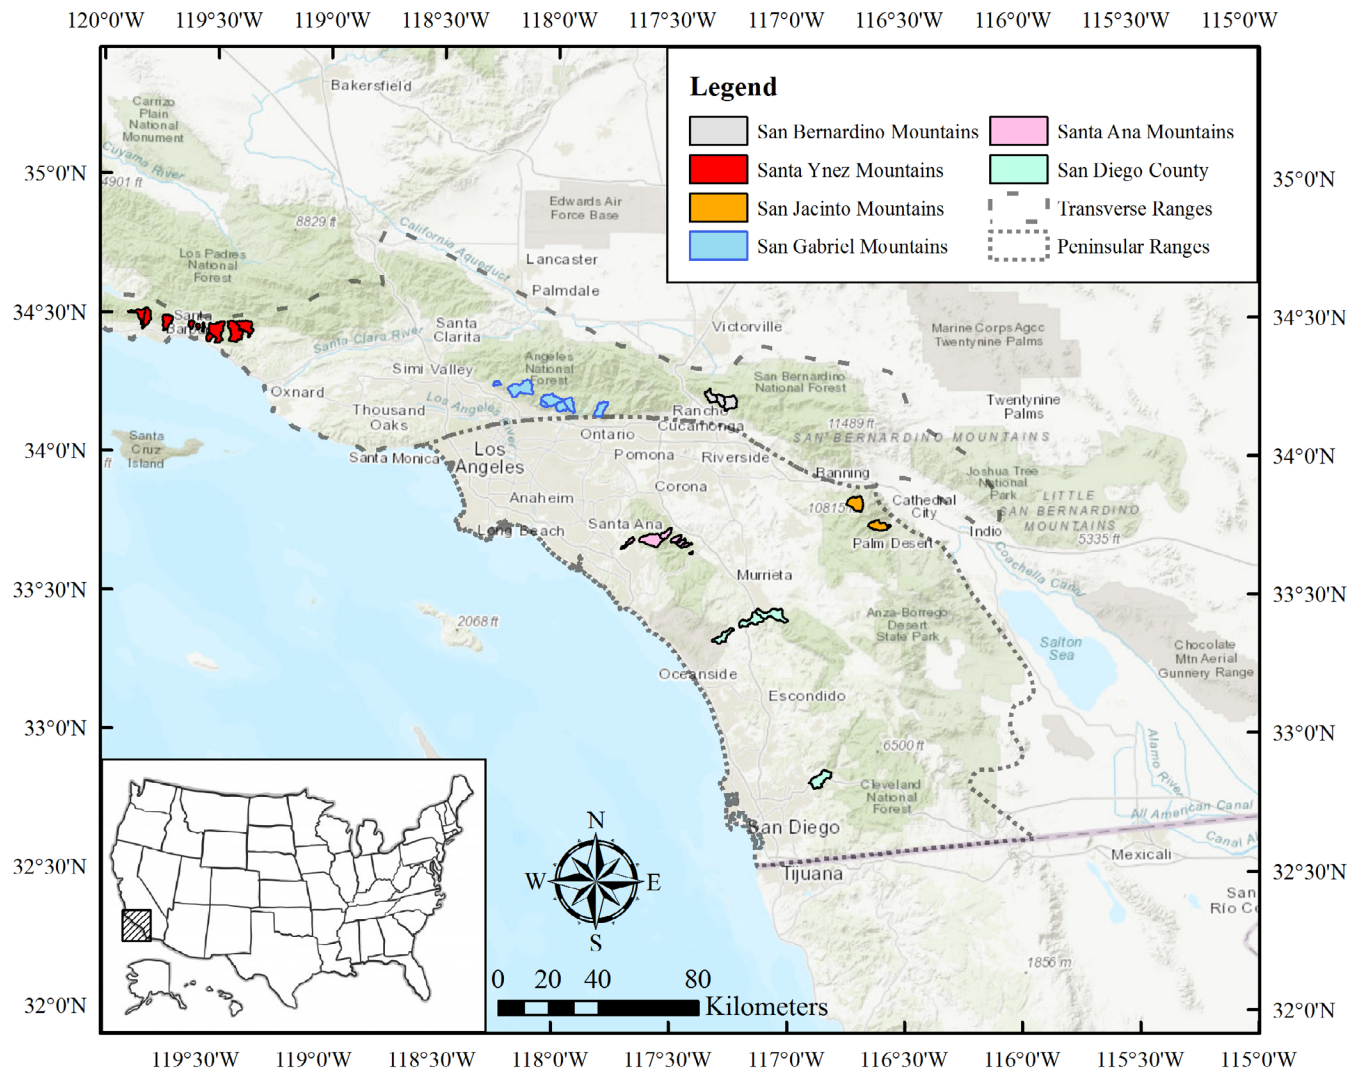 120°0'W 119°30'W 119°0'W 118°30'W 118°0'W 117°30'W 117°0'W 116°30'W 116°0'W 115°30'W 115°0'W
Legend
San Bernardino Mountains
Santa Ynez Mountains
San Jacinto Mountains
San Gabriel Mountains
Santa Ana Mountains
San Diego County
Transverse Ranges
Peninsular Ranges
35°0'N
34°30'N
34°0'N
33°30'N
33°0'N
32°30'N
32°0'N
35°0'N
34°30'N
34°0'N
33°30'N
33°0'N
32°30'N
32°0'N
Bakersfield
Carrizo
Plain
National
Monument
Cuyama River
4901 ft
8829 ft
California Aqueduct
Edwards Air
Force Base
Los Padres
National
Forest
Lancaster
Palmdale
Santa
Barba
Santa Clara River
Santa
Clarita
Victorville
Marine Corps Agcc
Twentynine Palms
Simi Valley
Angeles
National
Forest
San Bernardino
National Forest
Oxnard
Thousand
Oaks
Los Angeles River
Rancho
Cucamonga
Twentynine
Palms
11489 ft
SAN BERNARDINO MOUNTAINS
Santa
Cruz
Island
ft
Santa Monica
Los
Angeles
Ontario
Pomona
Riverside
Banning
Joshua Tree
National
Park
LITTLE
SAN BERNARDINO
MOUNTAINS
5335 ft
Anaheim
Corona
10815
Cathedral
City
Indio
Long Beach
Santa Ana
Palm Desert
Coachella Canal
Murrieta
2068 ft
Anza-Borrego
Desert
State Park
Salton
Sea
Chocolate
Mtn Aerial
Gunnery Range
Oceanside
Escondido
6500 ft
Cleveland
National
Forest
Alamo River
All American Canal
Canal Al
San Diego
Tijuana
Mexicali
San
Río Co
1856 m
N
W E
S
0 20 40 80
Kilometers
119°30'W 119°0'W 118°30'W 118°0'W 117°30'W 117°0'W 116°30'W 116°0'W 115°30'W 115°0'W